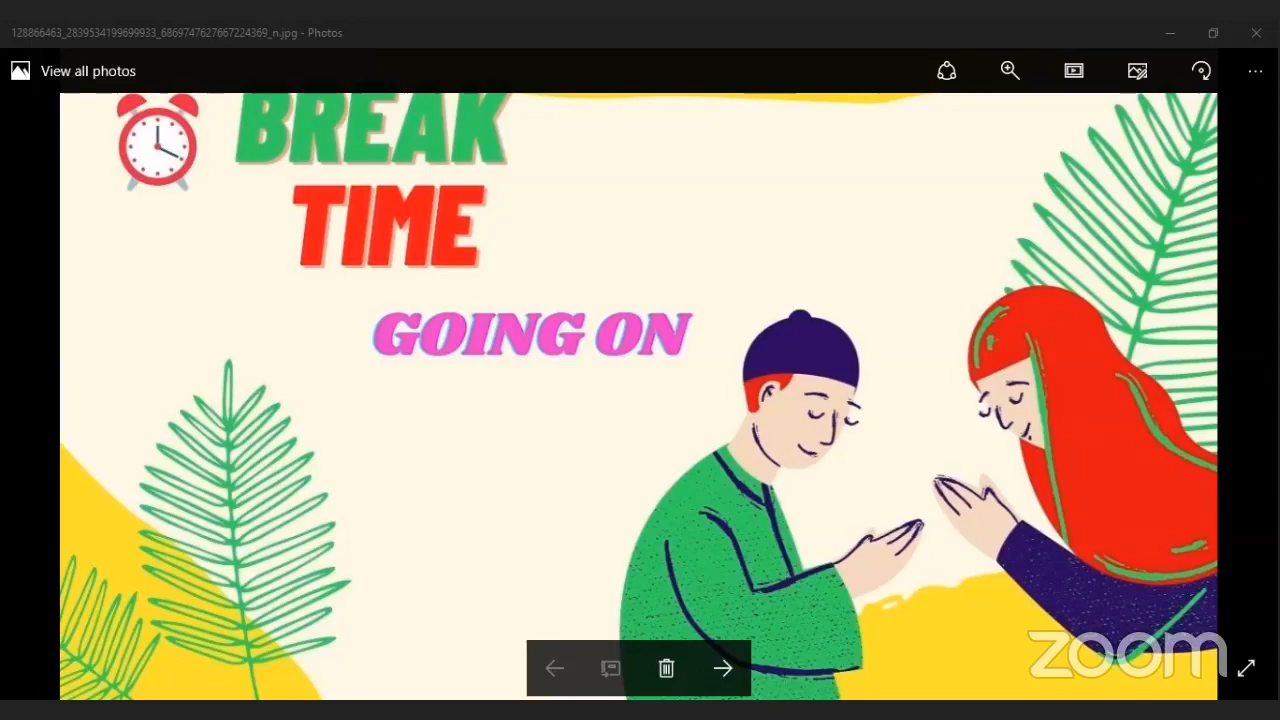 128866463_2839534199699933_6869747627667224369_n.jpg - Photos
View all photos
BREAK
TIME
GOING ON
zoom